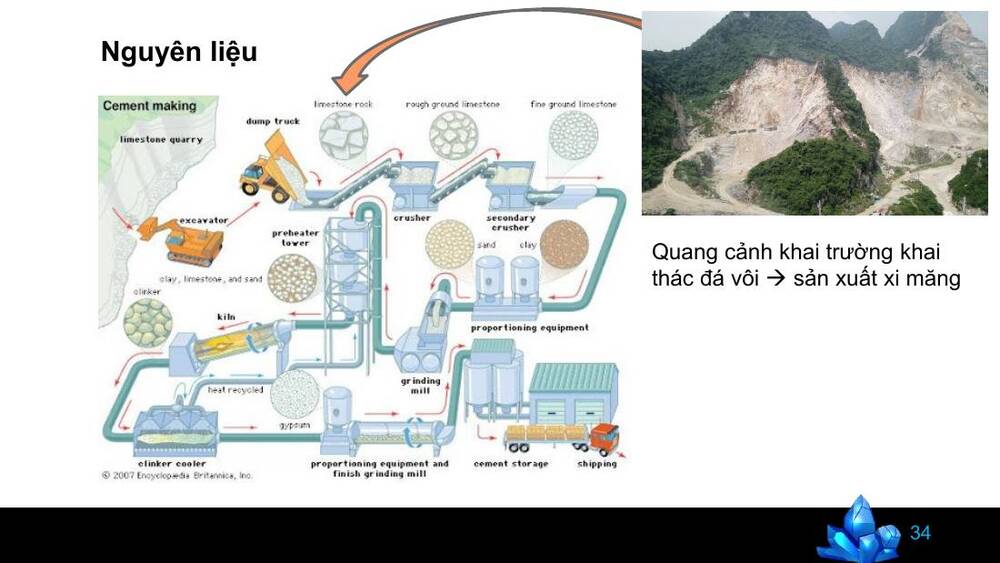 Nguyên liệu
Cement making
limestone quarry
dump truck
limestone rock
rough ground limestone
fine ground limestone
excavator
preheater
tower
crusher
secondary
crusher
sand
clay
clay, limestone, and sand
clinker
kiln
proportioning equipment
heat recycled
grinding
mill
gypsum
clinker cooler
proportioning equipment and
finish grinding mill
cement storage
shipping
© 2007 Encyclopædia Britannica, Inc.
Quang cảnh khai trường khai
thác đá vôi → sản xuất xi măng
34